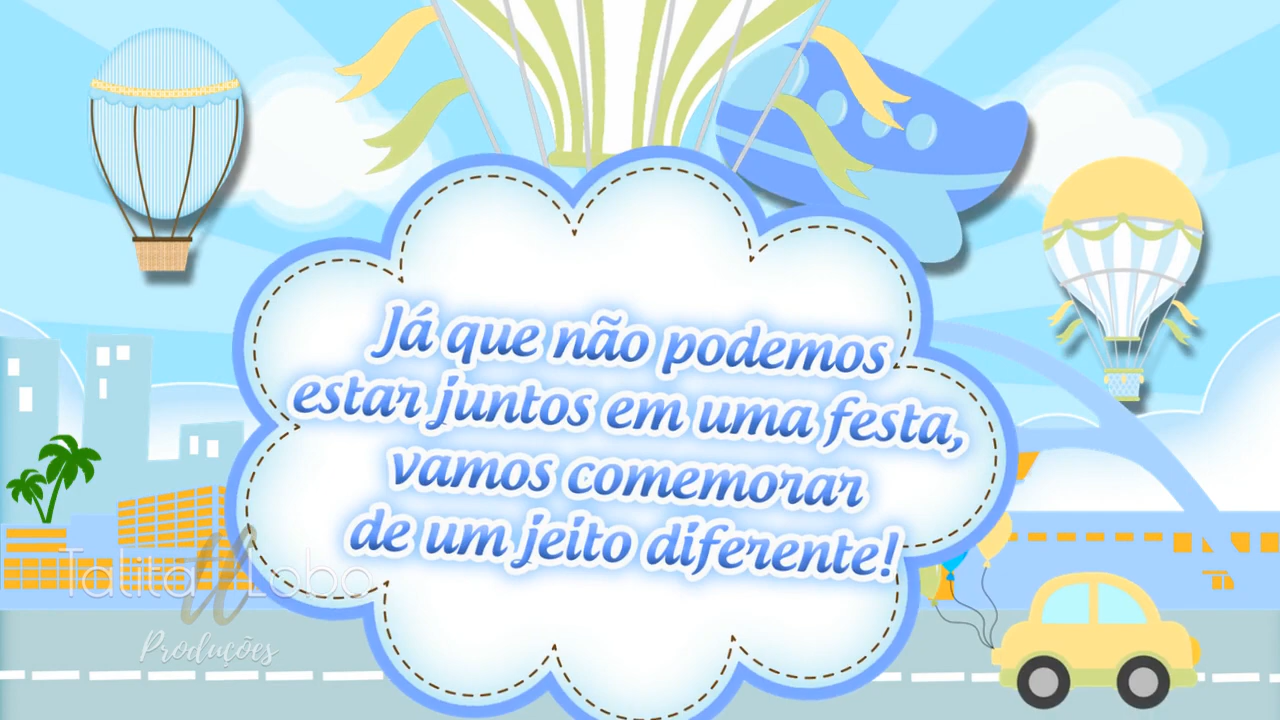 Já que não podemos
estar juntos em uma festa,
vamos comemorar
de um jeito diferente!
Talita Lobo
Produções